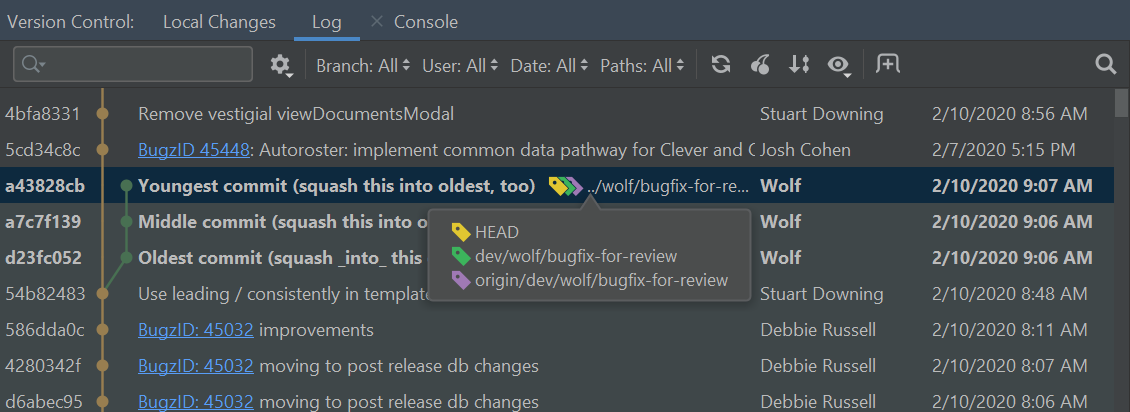 Version Control: Local Changes Log Console
Branch: All User: All Date: All Paths: All
4bfa8331 Remove vestigial viewDocumentsModal Stuart Downing 2/10/2020 8:56 AM
5cd34c8c BugzID 45448: Autoroster: implement common data pathway for Clever and C Josh Cohen 2/7/2020 5:15 PM
a43828cb Youngest commit (squash this into oldest, too) ../wolf/bugfix-for-re... Wolf 2/10/2020 9:07 AM
a7c7f139 Middle commit (squash this into o Wolf 2/10/2020 9:06 AM
HEAD
d23fc052 Oldest commit (squash _into_ this Wolf 2/10/2020 9:06 AM
dev/wolf/bugfix-for-review
origin/dev/wolf/bugfix-for-review
54b82483 Use leading / consistently in template Stuart Downing 2/10/2020 8:48 AM
586dda0c BugzID: 45032 improvements Debbie Russell 2/10/2020 8:11 AM
4280342f BugzID: 45032 moving to post release db changes Debbie Russell 2/10/2020 8:07 AM
d6abec95 BugzID: 45032 moving to post release db changes Debbie Russell 2/10/2020 8:06 AM